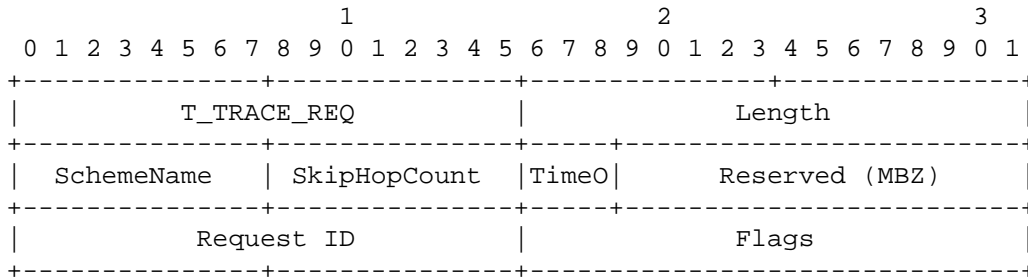 1                   2                   3
 0 1 2 3 4 5 6 7 8 9 0 1 2 3 4 5 6 7 8 9 0 1 2 3 4 5 6 7 8 9 0 1
+---------------+---------------+---------------+---------------+
|          T_TRACE_REQ          |            Length             |
+---------------+---------------+-----+-------------------------+
|  SchemeName   | SkipHopCount  |TimeO|      Reserved (MBZ)     |
+---------------+---------------+-----+-------------------------+
|           Request ID          |            Flags              |
+---------------+---------------+-------------------------------+